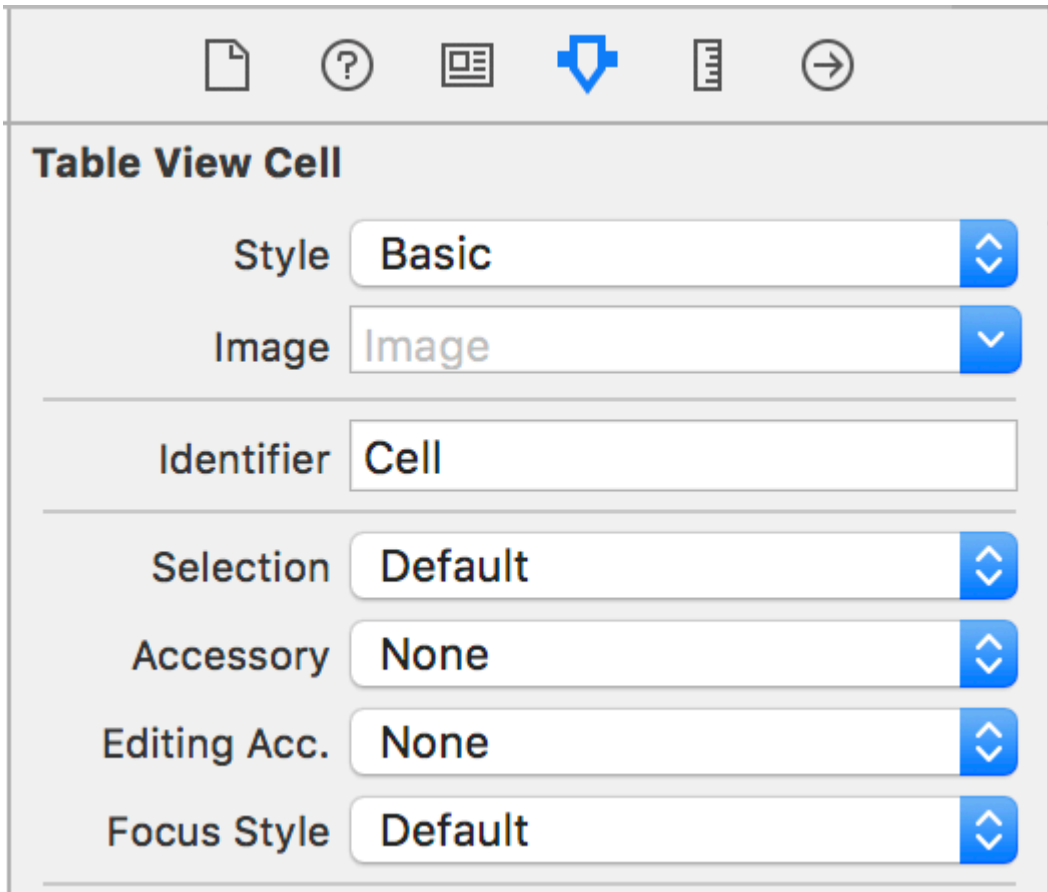 Table View Cell
Style Basic
Image Image
Identifier Cell
Selection Default
Accessory None
Editing Acc. None
Focus Style Default